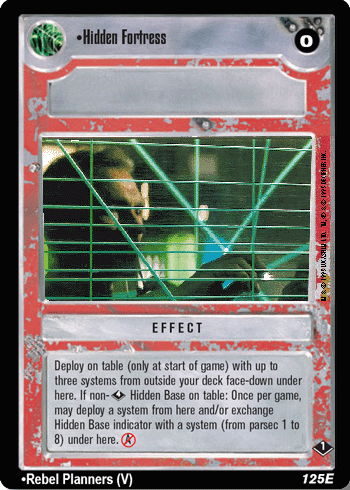 •Hidden Fortress
0
EFFECT
Deploy on table (only at start of game) with up
to three systems from outside your deck face-down under
here. If non- Hidden Base on table: Once per game,
may deploy a system from here and/or exchange
Hidden Base indicator with a system (from parsec 1 to
8) under here. A
1
•Rebel Planners (V)
125E